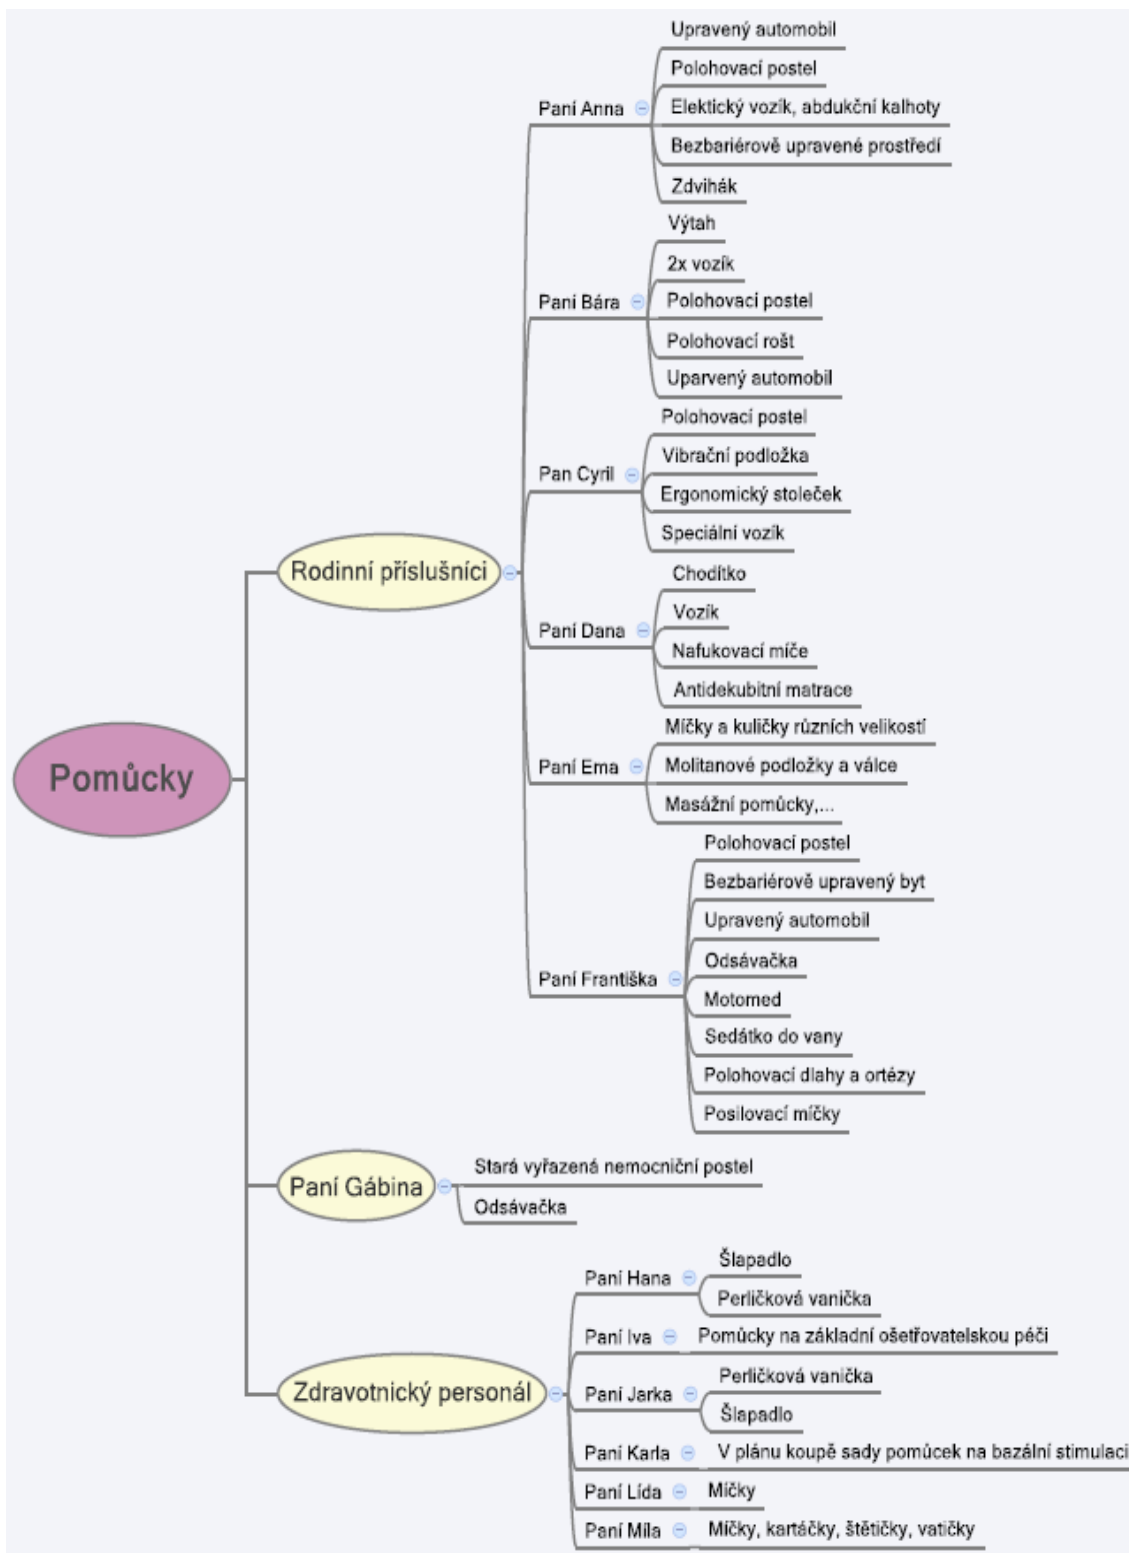 Pomůcky
Rodinní příslušníci
Paní Anna
Upravený automobil
Polohovací postel
Elektický vozík, abdukční kalhoty
Bezbariérově upravené prostředí
Zdvihák
Paní Bára
Výtah
2x vozík
Polohovací postel
Polohovací rošt
Uparvený automobil
Pan Cyril
Polohovací postel
Vibrační podložka
Ergonomický stoleček
Speciální vozík
Paní Dana
Chodítko
Vozík
Nafukovací míče
Antidekubitní matrace
Paní Ema
Míčky a kuličky různích velikostí
Molitanové podložky a válce
Masážní pomůcky,...
Paní Františka
Polohovací postel
Bezbariérově upravený byt
Upravený automobil
Odsávačka
Motomed
Sedátko do vany
Polohovací dlahy a ortézy
Posilovací míčky
Paní Gábina
Stará vyřazená nemocniční postel
Odsávačka
Zdravotnický personál
Paní Hana
Šlapadlo
Perličková vanička
Paní Iva
Pomůcky na základní ošetřovatelskou péči
Paní Jarka
Perličková vanička
Šlapadlo
Paní Karla
V plánu koupě sady pomůcek na bazální stimulaci
Paní Lída
Míčky
Paní Míla
Míčky, kartáčky, štětičky, vatičky